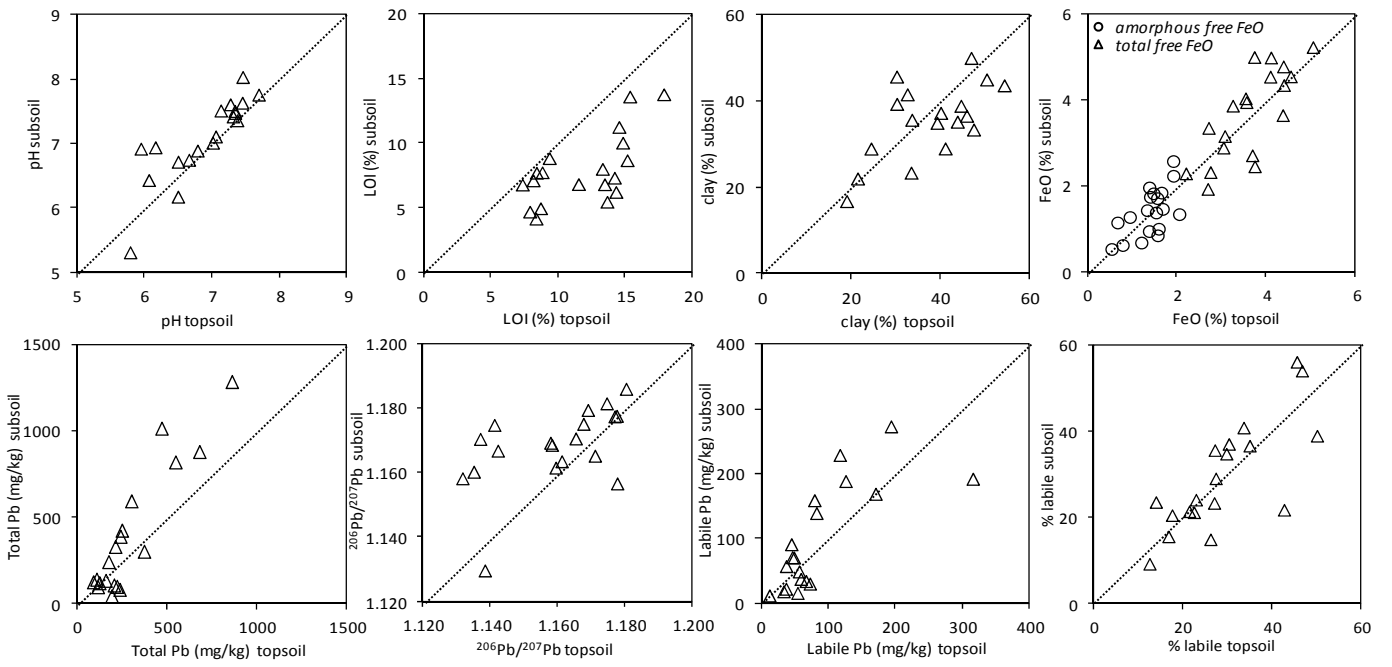 9
8
7
6
5
pH subsoil
5 6 7 8 9
pH topsoil
20
15
10
5
0
LOI (%) subsoil
0 5 10 15 20
LOI (%) topsoil
60
40
20
0
clay (%) subsoil
0 20 40 60
clay (%) topsoil
6
4
2
0
FeO (%) subsoil
amorphous free FeO
total free FeO
0 2 4 6
FeO (%) topsoil
1500
1000
500
0
Total Pb (mg/kg) subsoil
0 500 1000 1500
Total Pb (mg/kg) topsoil
1.200
1.180
1.160
1.140
1.120
²⁰⁶Pb/²⁰⁷Pb subsoil
1.120 1.140 1.160 1.180 1.200
²⁰⁶Pb/²⁰⁷Pb topsoil
400
300
200
100
0
Labile Pb (mg/kg) subsoil
0 100 200 300 400
Labile Pb (mg/kg) topsoil
60
40
20
0
% labile subsoil
0 20 40 60
% labile topsoil